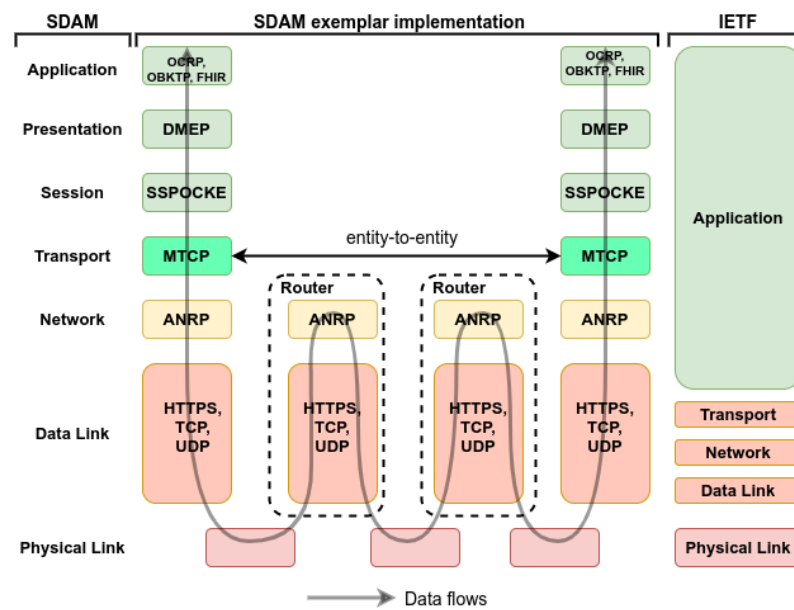 SDAM
SDAM exemplar implementation
IETF
Application
OCRP,
OBKTP, FHIR
OCRP,
OBKTP, FHIR
Presentation
DMEP
DMEP
Session
SSPOCKE
SSPOCKE
Application
entity-to-entity
Transport
MTCP
MTCP
Router
Router
Network
ANRP
ANRP
ANRP
ANRP
Data Link
HTTPS,
TCP,
UDP
HTTPS,
TCP,
UDP
HTTPS,
TCP,
UDP
HTTPS,
TCP,
UDP
Transport
Network
Data Link
Physical Link
Physical Link
Data flows